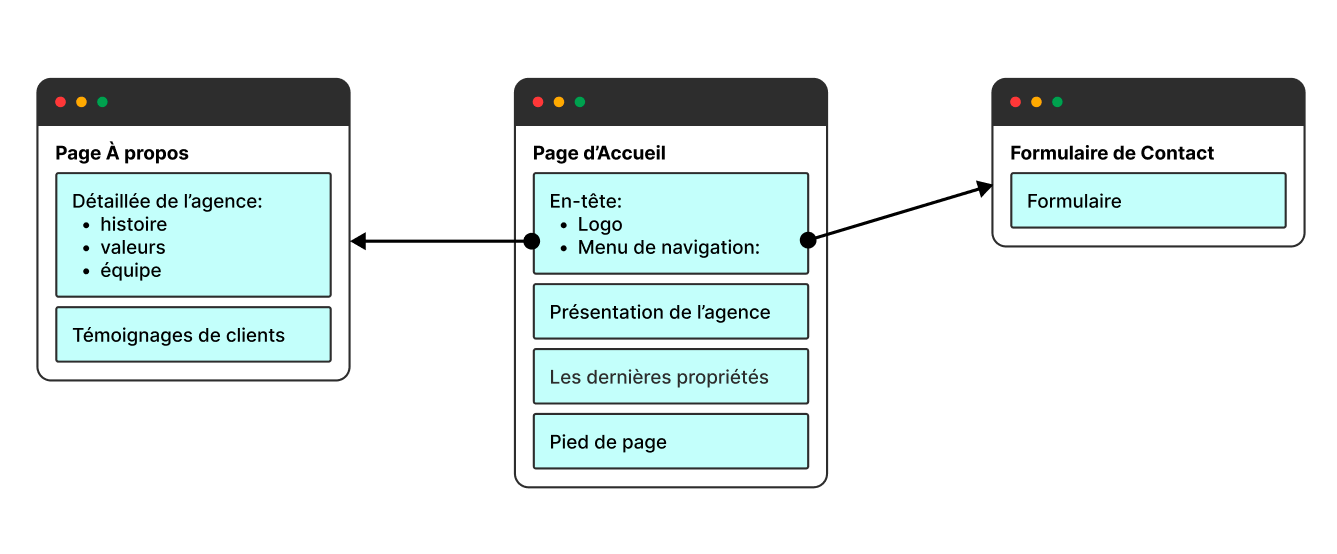 Page À propos
Détaillée de l’agence:
• histoire
• valeurs
• équipe
Témoignages de clients
Page d’Accueil
En-tête:
• Logo
• Menu de navigation:
Présentation de l’agence
Les dernières propriétés
Pied de page
Formulaire de Contact
Formulaire